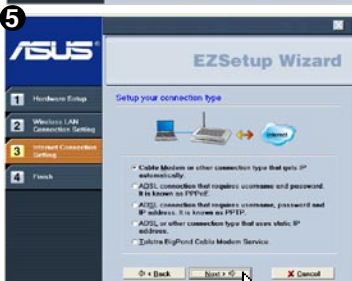 5
ASUS
EZSetup Wizard
1 Hardware Setup
Setup your connection type
2 Wireless LAN
Connection Setting
3 Internet Connection
Setting
4 Finish
Internet
Cable Modem or other connection type that gets IP
automatically.
ADSL connection that requires username and password.
It is known as PPPoE.
ADSL connection that requires username, password and
IP address. It is known as PPTP.
ADSL or other connection type that uses static IP
address.
Telstra BigPond Cable Modem Service
< Back
Next >
X Cancel